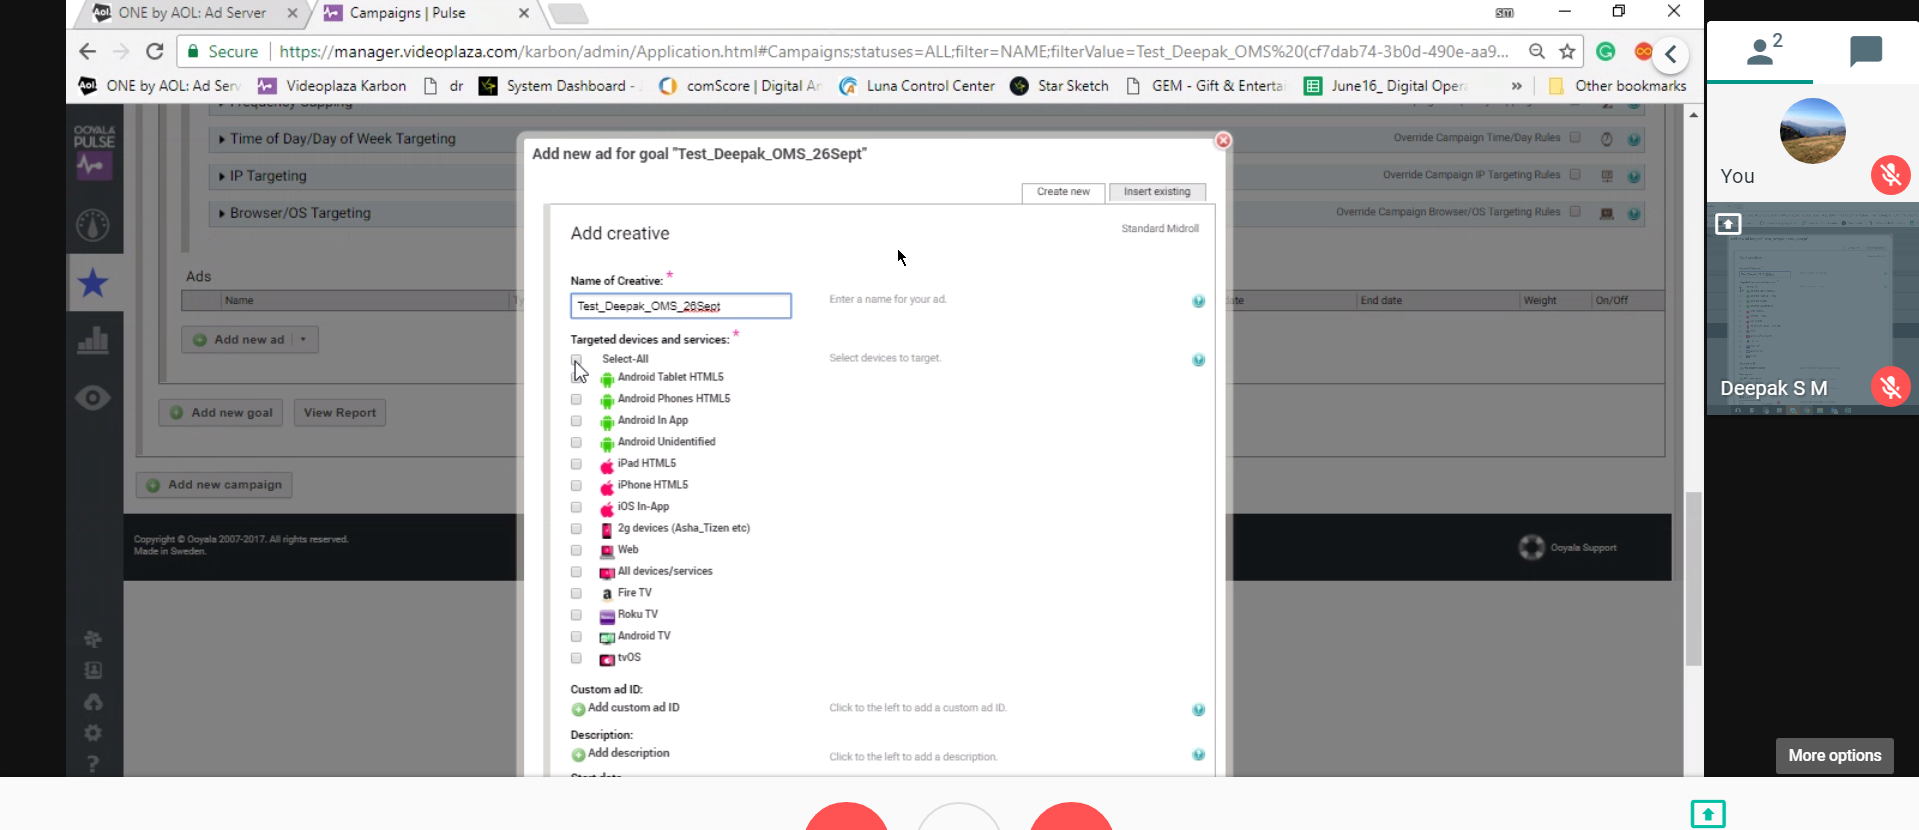 ONE by AOL: Ad Server
Campaigns | Pulse
Secure https://manager.videoplaza.com/karbon/admin/Application.html#Campaigns;statuses=ALL;filter=NAME;filterValue=Test_Deepak_OMS%20(cf7dab74-3b0d-490e-aa9...
Aol. ONE by AOL: Ad Serv Videoplaza Karbon dr System Dashboard - comScore | Digital An Luna Control Center Star Sketch GEM - Gift & Enterta June16_ Digital Oper » Other bookmarks
2
You
Deepak S M
More options
OOYALA
PULSE
Frequency Capping
Time of Day/Day of Week Targeting Override Campaign Time/Day Rules
IP Targeting Override Campaign IP Targeting Rules
Browser/OS Targeting Override Campaign Browser/OS Targeting Rules
Ads
Name Ty date End date Weight On/Off
Add new ad
Add new goal View Report
Add new campaign
Copyright © Ooyala 2007-2017. All rights reserved.
Made in Sweden.
Ooyala Support
Add new ad for goal "Test_Deepak_OMS_26Sept"
Create new Insert existing
Add creative Standard Midroll
Name of Creative: *
Test_Deepak_OMS_26Sept Enter a name for your ad.
Targeted devices and services: *
Select-All Select devices to target.
Android Tablet HTML5
Android Phones HTML5
Android In App
Android Unidentified
iPad HTML5
iPhone HTML5
iOS In-App
2g devices (Asha_Tizen etc)
Web
All devices/services
Fire TV
Roku TV
Android TV
tvOS
Custom ad ID:
Add custom ad ID Click to the left to add a custom ad ID.
Description:
Add description Click to the left to add a description.
Start date